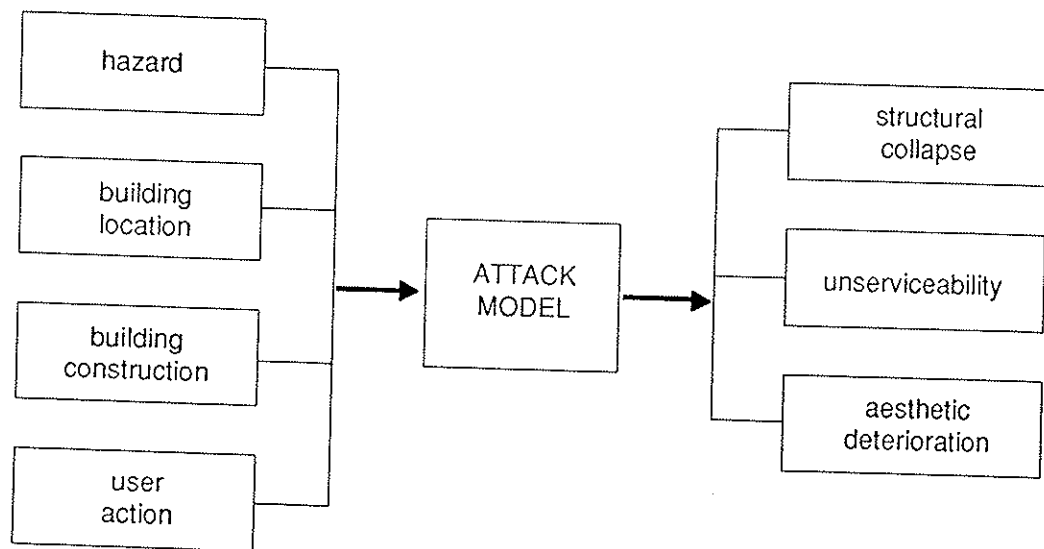 hazard
building
location
building
construction
user
action
ATTACK
MODEL
structural
collapse
unserviceability
aesthetic
deterioration